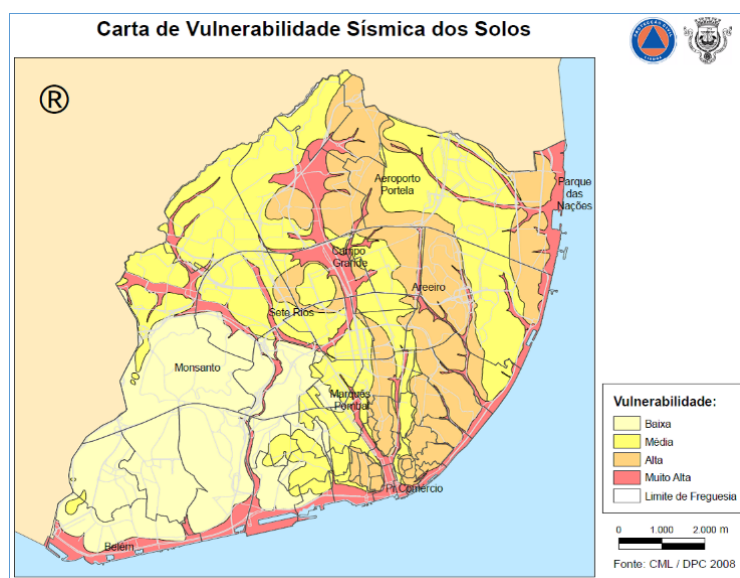 Carta de Vulnerabilidade Sísmica dos Solos
®
Aeroporto
Portela
Parque
das
Nações
Campo
Grande
Areeiro
Sete Rios
Monsanto
Marquês
Pombal
Pr.Comércio
Belém
Vulnerabilidade:
Baixa
Média
Alta
Muito Alta
Limite de Freguesia
0 1.000 2.000 m
Fonte: CML / DPC 2008